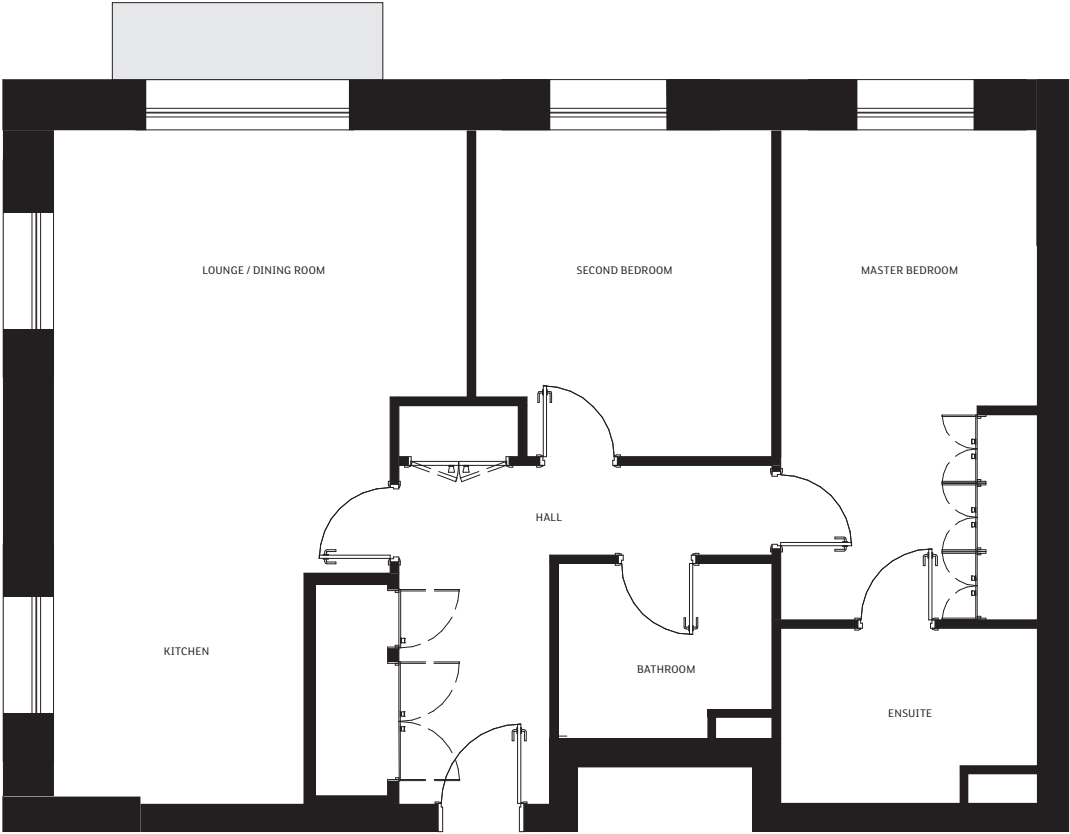 LOUNGE / DINING ROOM
SECOND BEDROOM
MASTER BEDROOM
HALL
KITCHEN
BATHROOM
ENSUITE